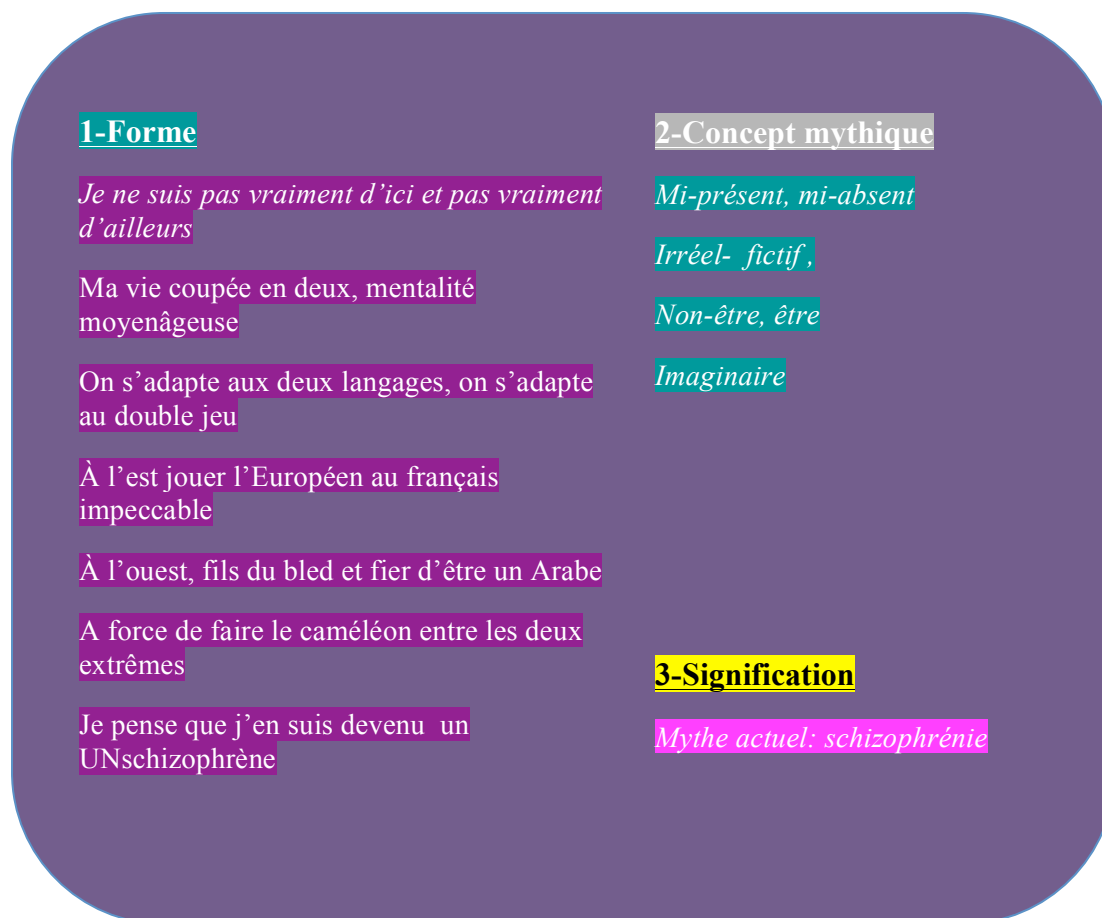 1-Forme
Je ne suis pas vraiment d’ici et pas vraiment
d’ailleurs
Ma vie coupée en deux, mentalité
moyenâgeuse
On s’adapte aux deux langages, on s’adapte
au double jeu
À l’est jouer l’Européen au français
impeccable
À l’ouest, fils du bled et fier d’être un Arabe
A force de faire le caméléon entre les deux
extrêmes
Je pense que j’en suis devenu un
UNschizophrène
2-Concept mythique
Mi-présent, mi-absent
Irréel- fictif ,
Non-être, être
Imaginaire
3-Signification
Mythe actuel: schizophrénie